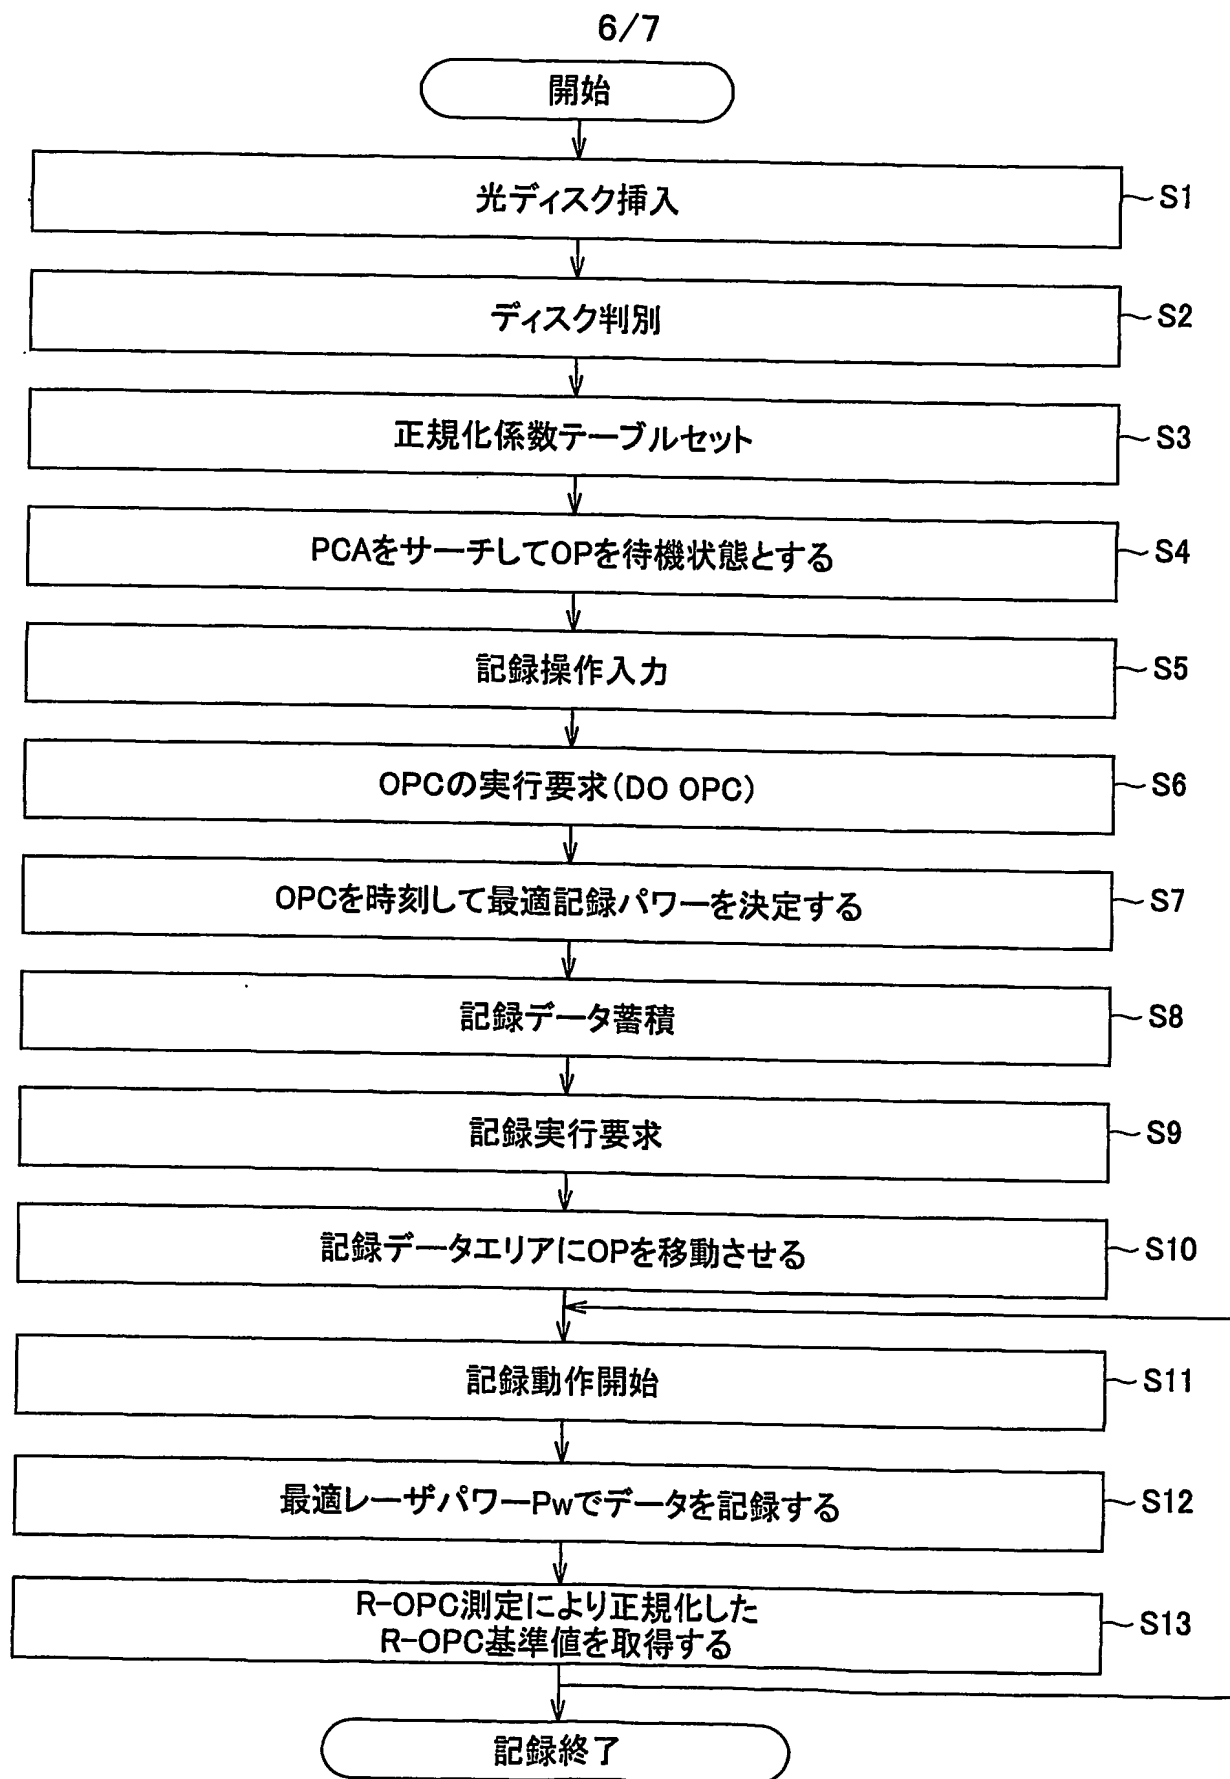 6/7
開始
光ディスク挿入
S1
ディスク判別
S2
正規化係数テーブルセット
S3
PCAをサーチしてOPを待機状態とする
S4
記録操作入力
S5
OPCの実行要求(DO OPC)
S6
OPCを時刻して最適記録パワーを決定する
S7
記録データ蓄積
S8
記録実行要求
S9
記録データエリアにOPを移動させる
S10
記録動作開始
S11
最適レーザパワーPwでデータを記録する
S12
R-OPC測定により正規化した
R-OPC基準値を取得する
S13
記録終了